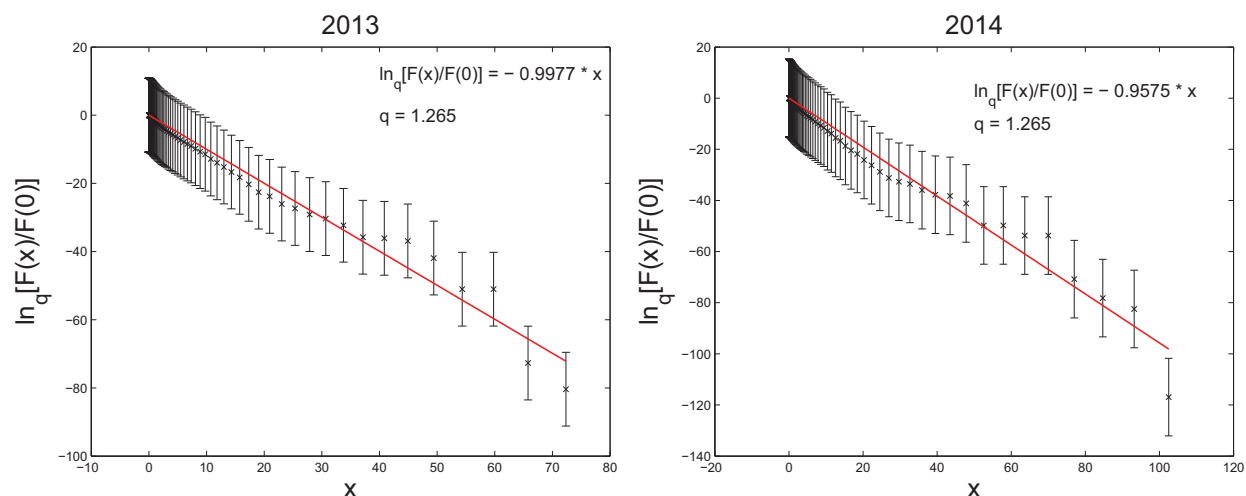 2013
ln_q[F(x)/F(0)] = − 0.9977 * x
q = 1.265
20
0
−20
−40
−60
−80
−100
ln_q[F(x)/F(0)]
−10 0 10 20 30 40 50 60 70 80
x
2014
ln_q[F(x)/F(0)] = − 0.9575 * x
q = 1.265
20
0
−20
−40
−60
−80
−100
−120
−140
ln_q[F(x)/F(0)]
−20 0 20 40 60 80 100 120
x